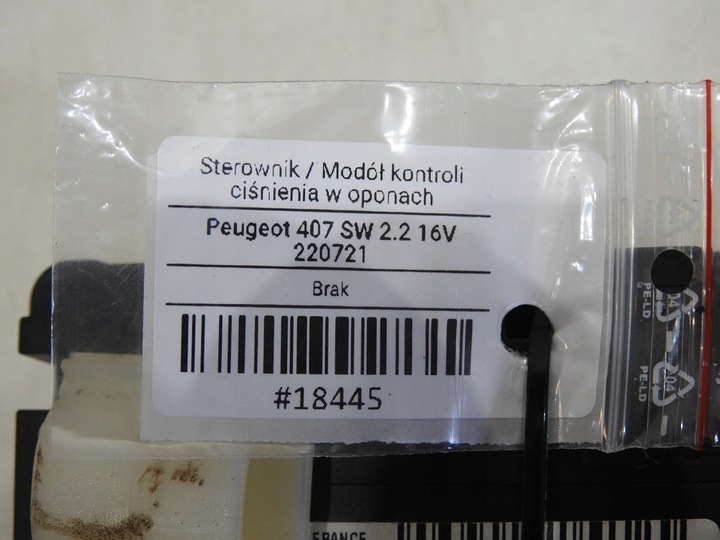 Sterownik / Modół kontroli
ciśnienia w oponach
Peugeot 407 SW 2.2 16V
220721
Brak
#18445
PE-LD
04
PE-LD
FRANCE